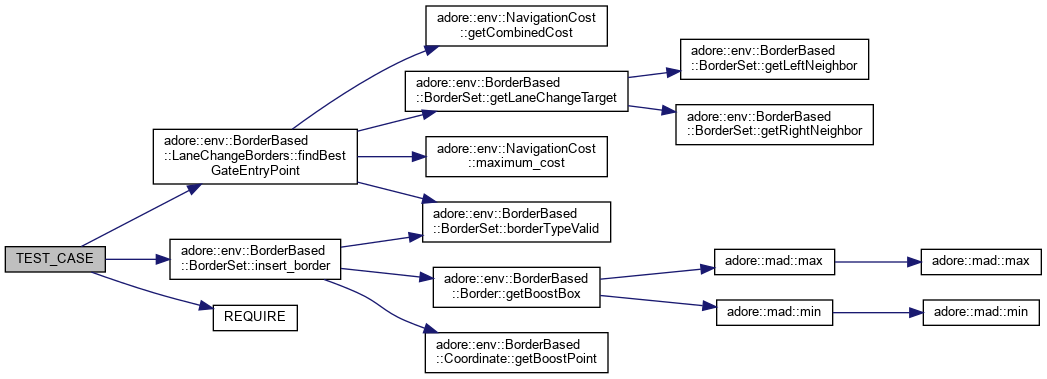 adore::env::NavigationCost
::getCombinedCost
adore::env::BorderBased
::BorderSet::getLeftNeighbor
adore::env::BorderBased
::BorderSet::getLaneChangeTarget
adore::env::BorderBased
::BorderSet::getRightNeighbor
adore::env::BorderBased
::LaneChangeBorders::findBest
GateEntryPoint
adore::env::NavigationCost
::maximum_cost
adore::env::BorderBased
::BorderSet::borderTypeValid
TEST_CASE
adore::env::BorderBased
::BorderSet::insert_border
adore::mad::max
adore::mad::max
adore::env::BorderBased
::Border::getBoostBox
adore::mad::min
adore::mad::min
REQUIRE
adore::env::BorderBased
::Coordinate::getBoostPoint